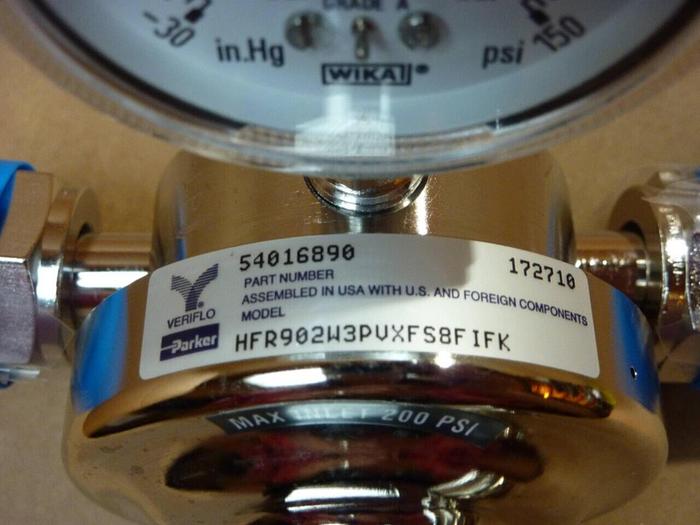 GRADE A
-30
in.Hg
psi
150
WIKA®
54016890
172710
PART NUMBER
ASSEMBLED IN USA WITH U.S. AND FOREIGN COMPONENTS
MODEL
VERIFLO
Parker
HFR902W3PVXFS8FIFK
MAX INLET 200 PSI